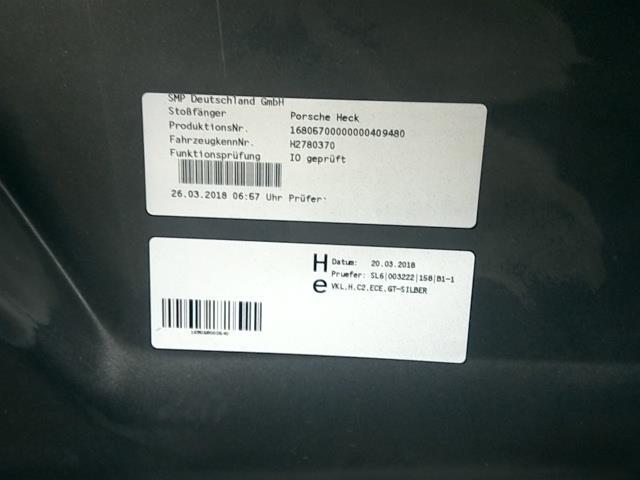 SMP Deutschland GmbH
Stoßfänger Porsche Heck
ProduktionsNr. 16805700000000409480
FahrzeugkennNr. H2780370
Funktionsprüfung IO geprüft
26.03.2018 06:57 Uhr Prüfer:
H Datum: 20.03.2018
Pruefer: SL6|003222|158|B1-1
e VKL,H,C2,ECE,GT-SILBER